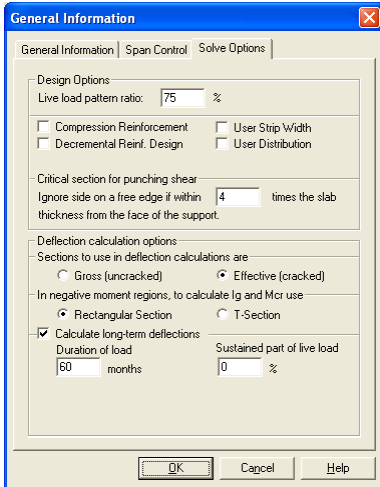 General Information
General Information Span Control Solve Options
Design Options
Live load pattern ratio: 75 %
Compression Reinforcement User Strip Width
Decremental Reinf. Design User Distribution
Critical section for punching shear
Ignore side on a free edge if within 4 times the slab
thickness from the face of the support.
Deflection calculation options
Sections to use in deflection calculations are
Gross (uncracked) Effective (cracked)
In negative moment regions, to calculate Ig and Mcr use
Rectangular Section T-Section
Calculate long-term deflections
Duration of load Sustained part of live load
60 months 0 %
OK Cancel Help